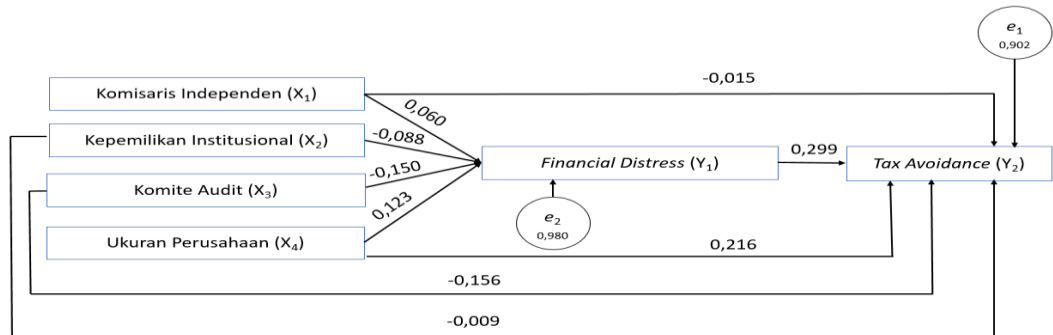 e1
0,902
-0,015
Komisaris Independen (X1)
0,060
Kepemilikan Institusional (X2)
-0,088
0,299
Financial Distress (Y1)
Tax Avoidance (Y2)
-0,150
Komite Audit (X3)
0,123
e2
0,980
Ukuran Perusahaan (X4)
0,216
-0,156
-0,009